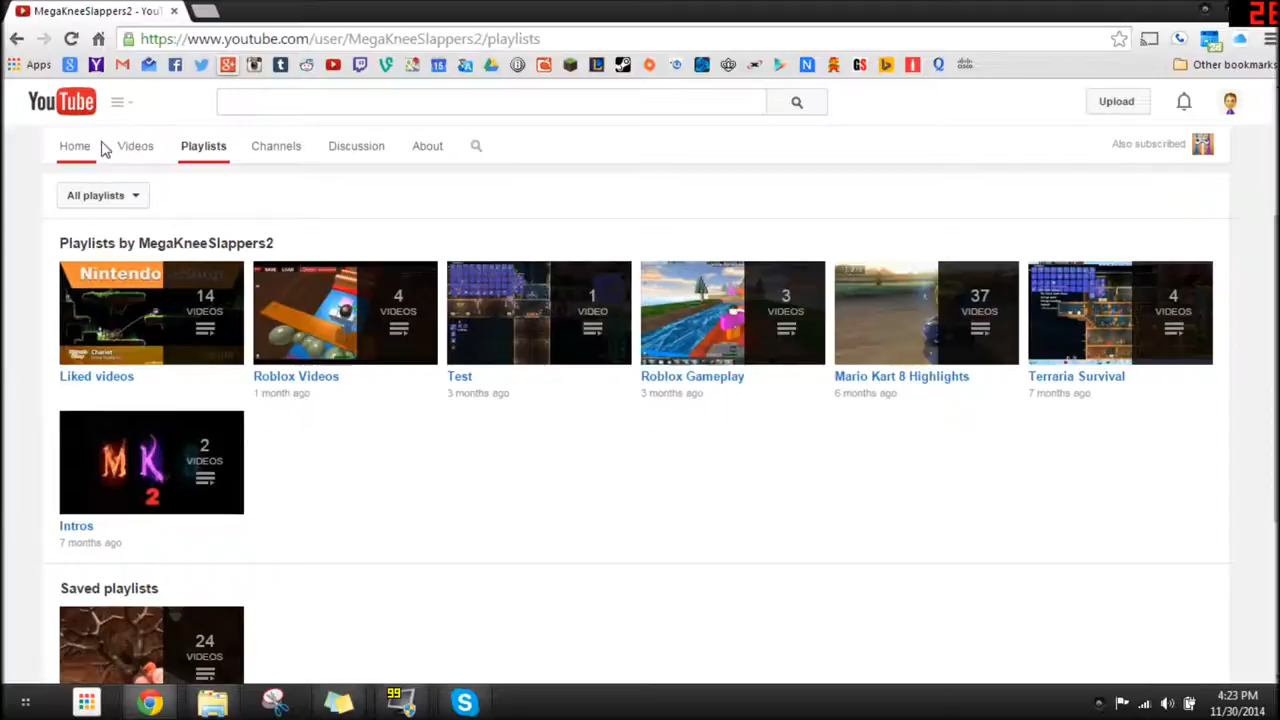 MegaKneeSlappers2 - YouT
https://www.youtube.com/user/MegaKneeSlappers2/playlists
Apps
Other bookmarks
YouTube
Upload
Home
Videos
Playlists
Channels
Discussion
About
Also subscribed
All playlists
Playlists by MegaKneeSlappers2
Nintendo
Chariot
14 VIDEOS
4 VIDEOS
1 VIDEO
3 VIDEOS
37 VIDEOS
4 VIDEOS
Liked videos
Roblox Videos
1 month ago
Test
3 months ago
Roblox Gameplay
3 months ago
Mario Kart 8 Highlights
6 months ago
Terraria Survival
7 months ago
M K
2
2 VIDEOS
Intros
7 months ago
Saved playlists
24 VIDEOS
99
4:23 PM
11/30/2014